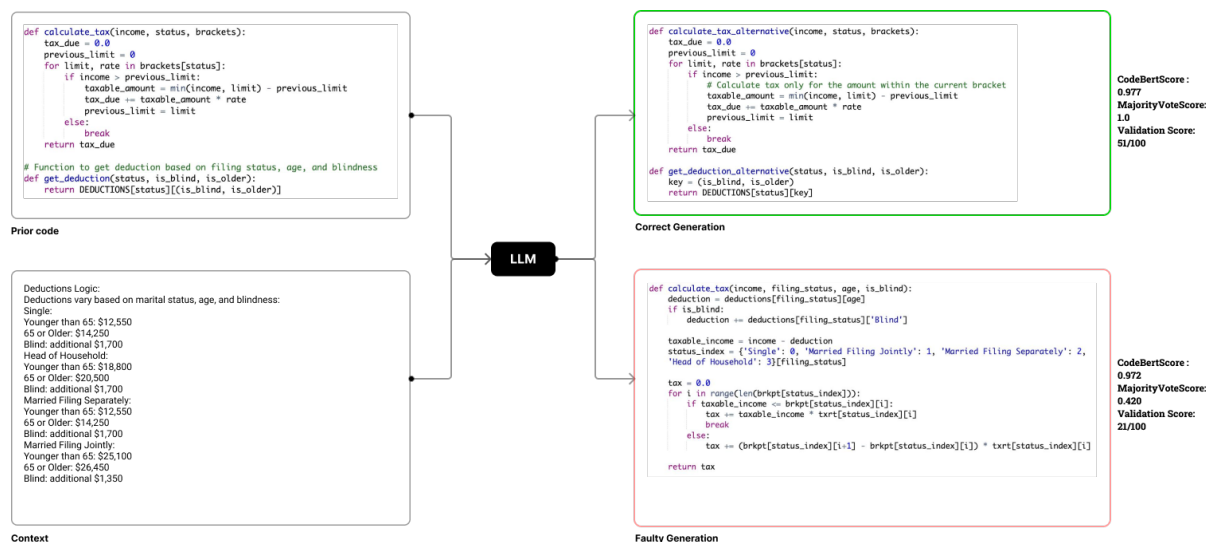 def calculate_tax(income, status, brackets):
    tax_due = 0.0
    previous_limit = 0
    for limit, rate in brackets[status]:
        if income > previous_limit:
            taxable_amount = min(income, limit) - previous_limit
            tax_due += taxable_amount * rate
            previous_limit = limit
        else:
            break
    return tax_due
# Function to get deduction based on filing status, age, and blindness
def get_deduction(status, is_blind, is_older):
    return DEDUCTIONS[status][(is_blind, is_older)]
Prior code
Deductions Logic:
Deductions vary based on marital status, age, and blindness:
Single:
Younger than 65: $12,550
65 or Older: $14,250
Blind: additional $1,700
Head of Household:
Younger than 65: $18,800
65 or Older: $20,500
Blind: additional $1,700
Married Filing Separately:
Younger than 65: $12,550
65 or Older: $14,250
Blind: additional $1,700
Married Filing Jointly:
Younger than 65: $25,100
65 or Older: $26,450
Blind: additional $1,350
Context
LLM
def calculate_tax_alternative(income, status, brackets):
    tax_due = 0.0
    previous_limit = 0
    for limit, rate in brackets[status]:
        if income > previous_limit:
            # Calculate tax only for the amount within the current bracket
            taxable_amount = min(income, limit) - previous_limit
            tax_due += taxable_amount * rate
            previous_limit = limit
        else:
            break
    return tax_due
def get_deduction_alternative(status, is_blind, is_older):
    key = (is_blind, is_older)
    return DEDUCTIONS[status][key]
Correct Generation
CodeBertScore :
0.977
MajorityVoteScore:
1.0
Validation Score:
51/100
def calculate_tax(income, filing_status, age, is_blind):
    deduction = deductions[filing_status][age]
    if is_blind:
        deduction += deductions[filing_status]['Blind']
    taxable_income = income - deduction
    status_index = {'Single': 0, 'Married Filing Jointly': 1, 'Married Filing Separately': 2,
    'Head of Household': 3}[filing_status]
    tax = 0.0
    for i in range(len(brkpt[status_index])):
        if taxable_income <= brkpt[status_index][i]:
            tax += taxable_income * txrt[status_index][i]
            break
        else:
            tax += (brkpt[status_index][i+1] - brkpt[status_index][i]) * txrt[status_index][i]
    return tax
Faulty Generation
CodeBertScore :
0.972
MajorityVoteScore:
0.420
Validation Score:
21/100